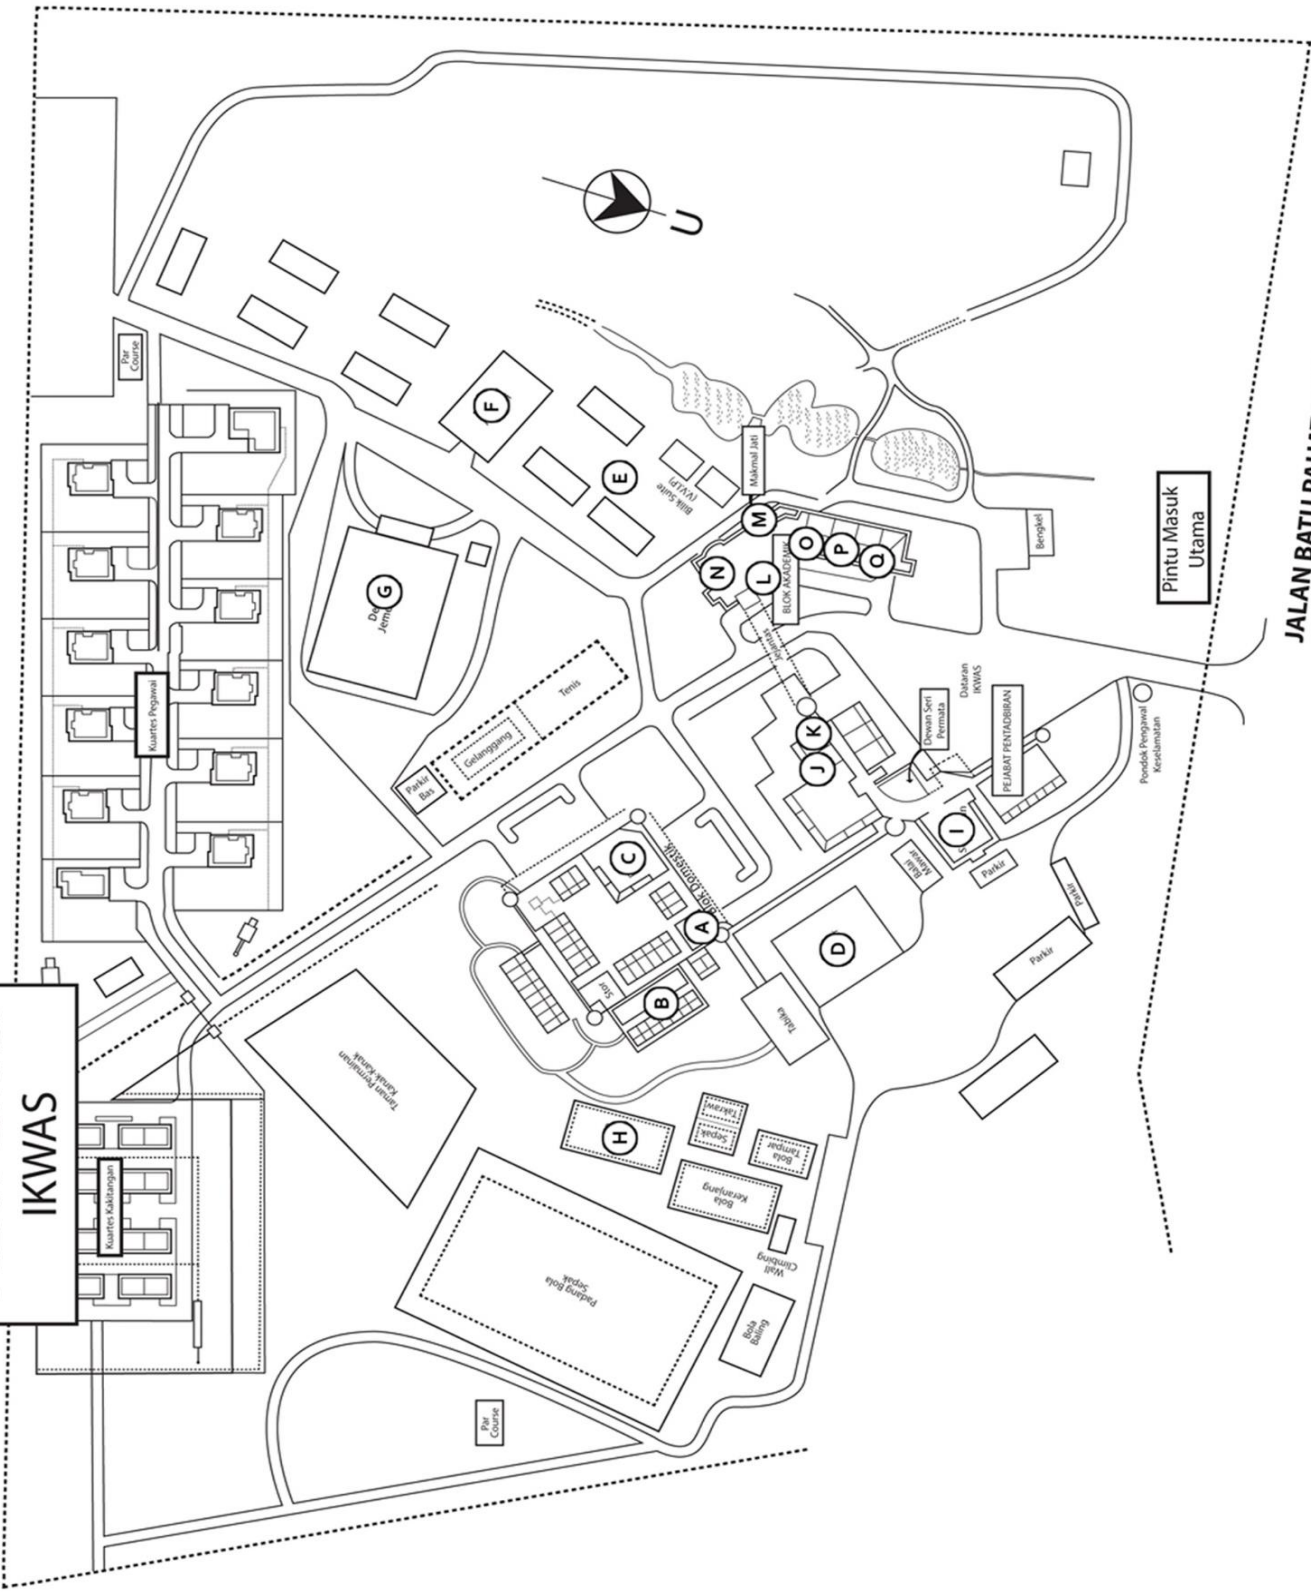 IKWAS
Kuartes Kakitangan
Kuartes Pegawai
Par
Course
U
F
E
Bilik Suite
(V.V.I.P)
Makmal Jati
G
Gelanggang
Tenis
Parkir
Bas
M
N
L
O
P
Q
BLOK AKADEMIK
Jejantas
Bengkel
Pintu Masuk
Utama
Dataran
IKWAS
Dewan Seri
Permata
PEJABAT PENTADBIRAN
Pondok Pengawal
Keselamatan
K
J
I
Balai
Mawar
Parkir
Parkir
Parkir
C
Blok Domestik
A
B
Stor
D
Tabika
Taman Permainan
Kanak-Kanak
H
Sepak
Takraw
Bola
Tampar
Bola
Keranjang
Wall
Climbing
Padang Bola
Sepak
Bola
Baling
Par
Course